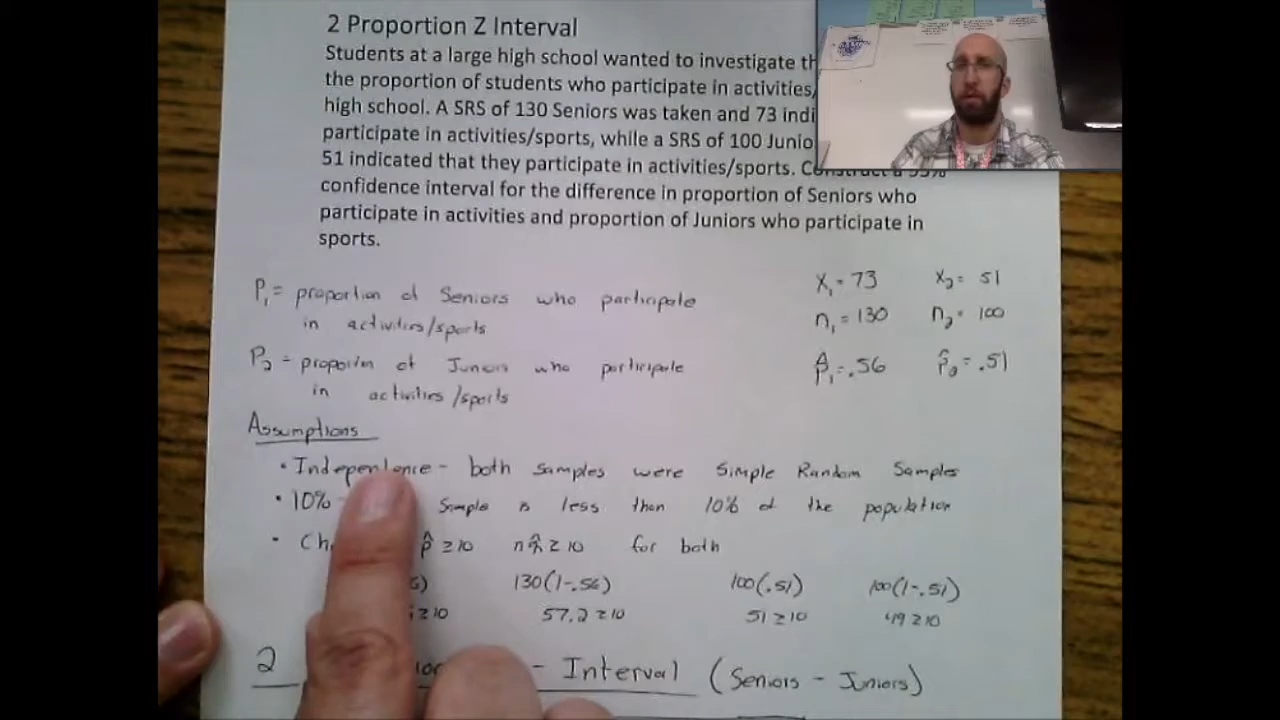 2 Proportion Z Interval
Students at a large high school wanted to investigate
the proportion of students who participate in activities/
high school. A SRS of 130 Seniors was taken and 73
participate in activities/sports, while a SRS of 100
51 indicated that they participate in activities/sports.
confidence interval for the difference in proportion of Seniors who
participate in activities and proportion of Juniors who participate in
sports.
P₁ = proportion of Seniors who participate
in activities/sports
P₂ = proportion of Juniors who participate
in activities/sports
X₁ = 73 X₂ = 51
n₁ = 130 n₂ = 100
p̂₁ = .56 p̂₂ = .51
Assumptions
• Independence - both samples were Simple Random Samples
• 10% Sample is less than 10% of the population
• p̂ ≥ 10 nq̂ ≥ 10 for both
130(1-.56) 100(.51) 100(1-.51)
≥10 57.2 ≥ 10 51 ≥ 10 49 ≥ 10
2 - Interval (Seniors - Juniors)